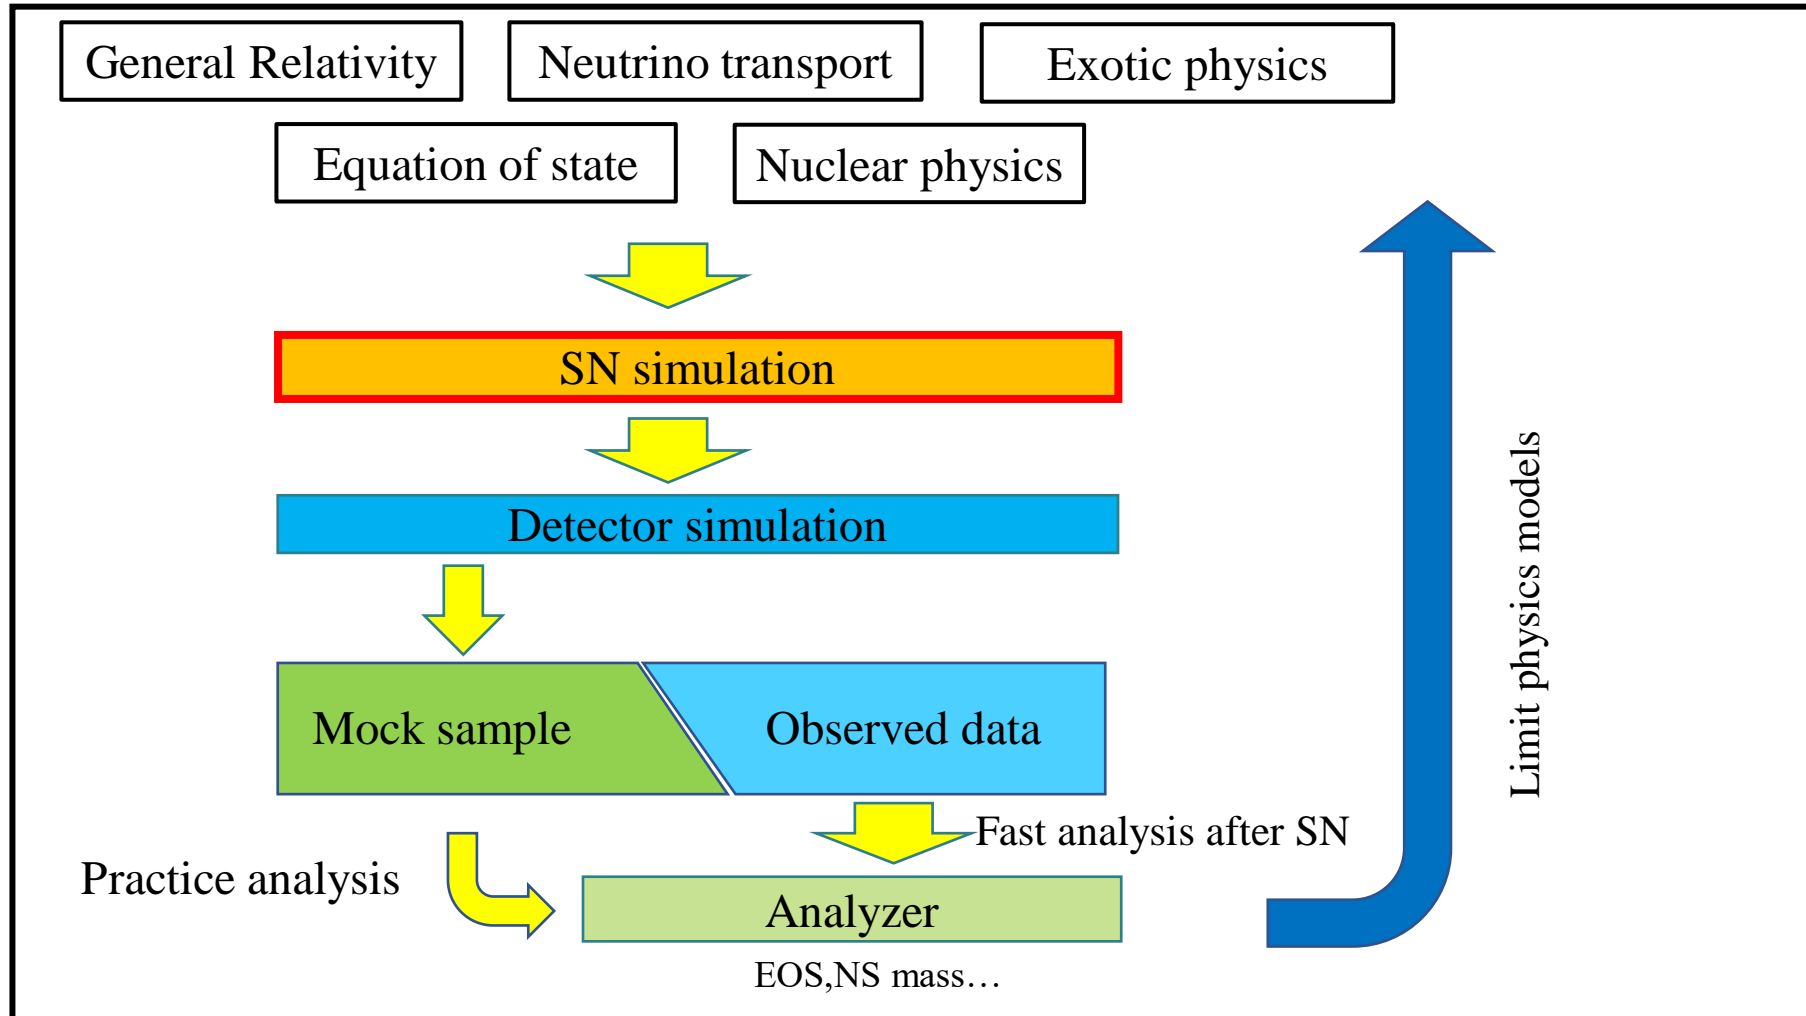 General Relativity
Neutrino transport
Exotic physics
Equation of state
Nuclear physics
SN simulation
Detector simulation
Mock sample
Observed data
Fast analysis after SN
Practice analysis
Analyzer
EOS,NS mass…
Limit physics models